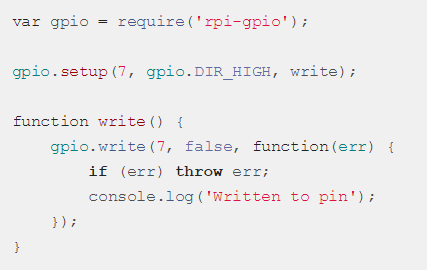 var gpio = require('rpi-gpio');

gpio.setup(7, gpio.DIR_HIGH, write);

function write() {
    gpio.write(7, false, function(err) {
        if (err) throw err;
        console.log('Written to pin');
    });
}